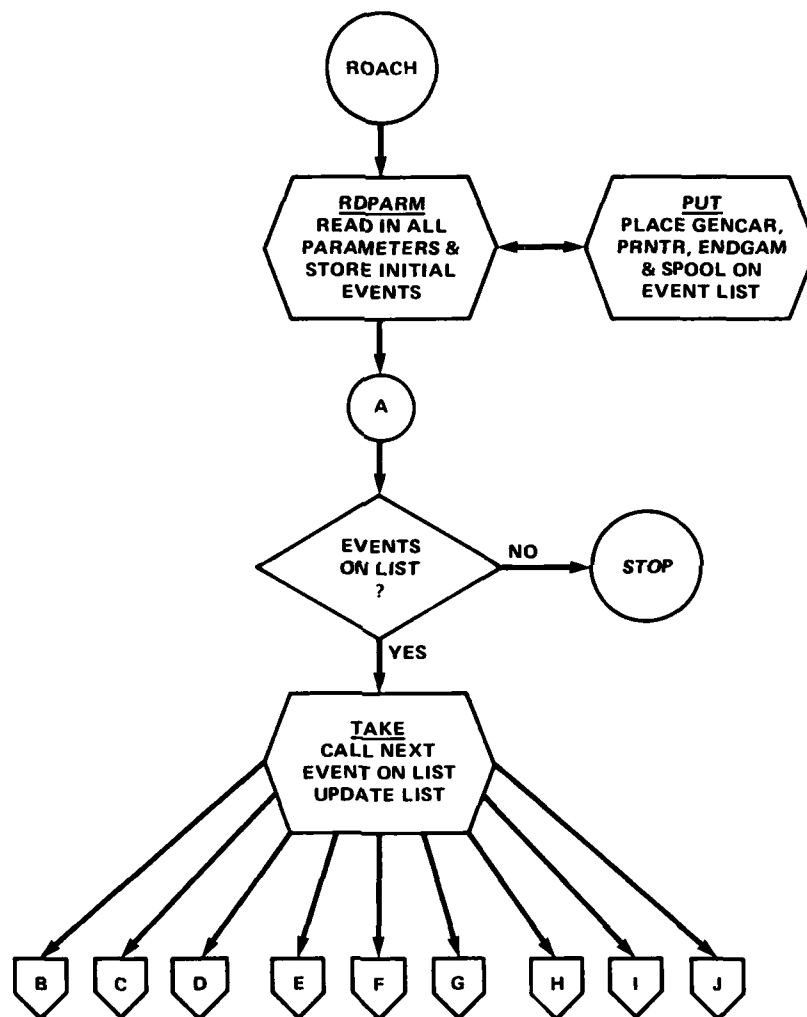 ROACH
RDPARM
READ IN ALL
PARAMETERS &
STORE INITIAL
EVENTS
PUT
PLACE GENCAR,
PRNTR, ENDGAM
& SPOOL ON
EVENT LIST
A
EVENTS
ON LIST
?
NO
STOP
YES
TAKE
CALL NEXT
EVENT ON LIST
UPDATE LIST
B C D E F G H I J